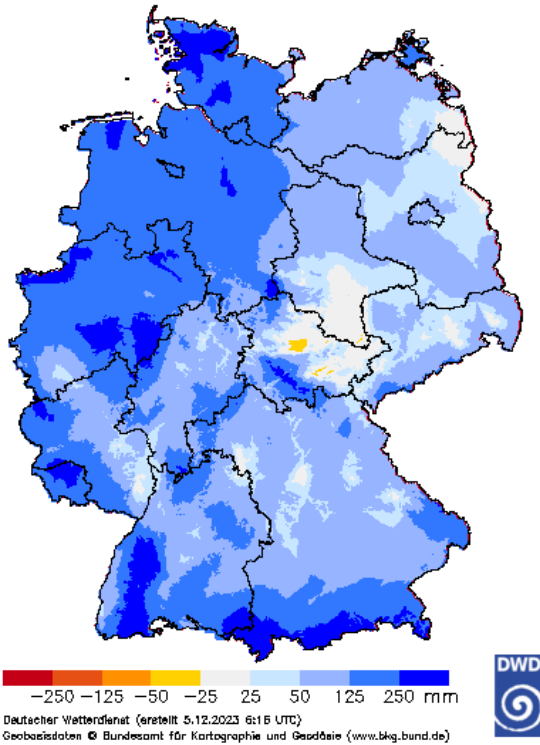 DWD
−250 −125 −50 −25 25 50 125 250 mm
Deutscher Wetterdienst (erstellt 5.12.2023 6:16 UTC)
Geobasisdaten © Bundesamt für Kartographie und Geodäsie (www.bkg.bund.de)